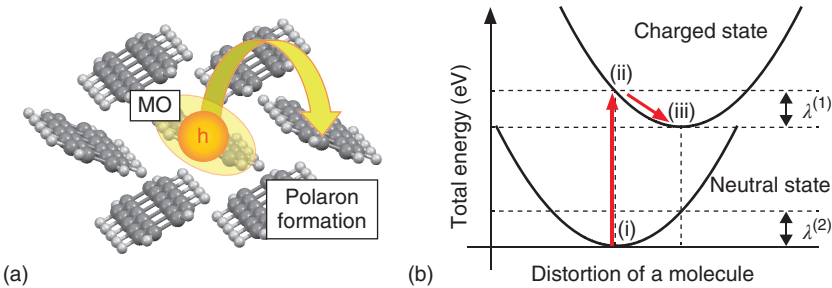 MO
h
Polaron
formation
(a)
Total energy (eV)
Charged state
(ii)
(iii)
λ(1)
Neutral state
(i)
λ(2)
(b)
Distortion of a molecule